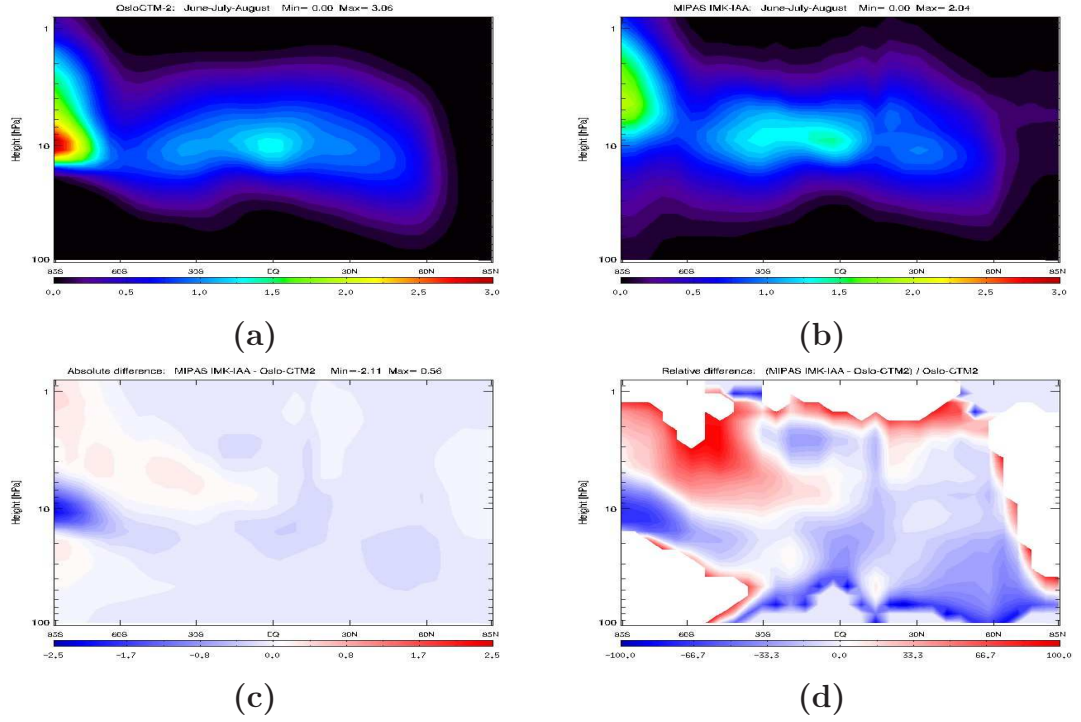 OsloCTM-2: June-July-August Min= 0.00 Max= 3.06
Height [hPa]
1
10
100
85S 60S 30S EQ 30N 60N 85N
0.0 0.5 1.0 1.5 2.0 2.5 3.0
(a)
MIPAS IMK-IAA: June-July-August Min= 0.00 Max= 2.04
Height [hPa]
1
10
100
85S 60S 30S EQ 30N 60N 85N
0.0 0.5 1.0 1.5 2.0 2.5 3.0
(b)
Absolute difference: MIPAS IMK-IAA - Oslo-CTM2 Min=-2.11 Max= 0.56
Height [hPa]
1
10
100
85S 60S 30S EQ 30N 60N 85N
-2.5 -1.7 -0.8 0.0 0.8 1.7 2.5
(c)
Relative difference: (MIPAS IMK-IAA - Oslo-CTM2) / Oslo-CTM2
Height [hPa]
1
10
100
85S 60S 30S EQ 30N 60N 85N
-100.0 -66.7 -33.3 0.0 33.3 66.7 100.0
(d)